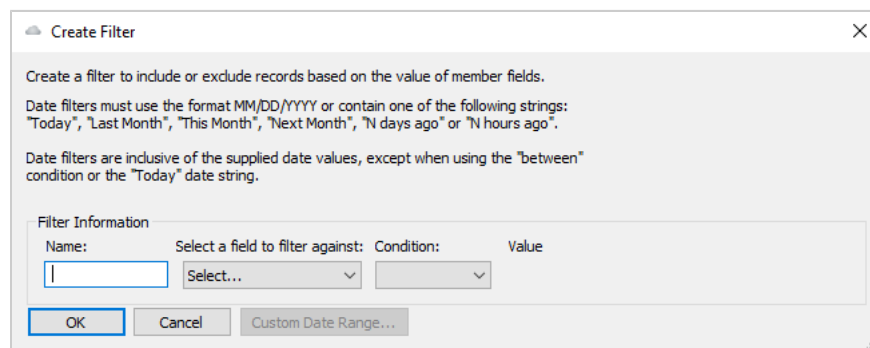 Create Filter
Create a filter to include or exclude records based on the value of member fields.
Date filters must use the format MM/DD/YYYY or contain one of the following strings:
"Today", "Last Month", "This Month", "Next Month", "N days ago" or "N hours ago".
Date filters are inclusive of the supplied date values, except when using the "between"
condition or the "Today" date string.
Filter Information
Name: Select a field to filter against: Condition: Value
Select...
OK Cancel Custom Date Range...